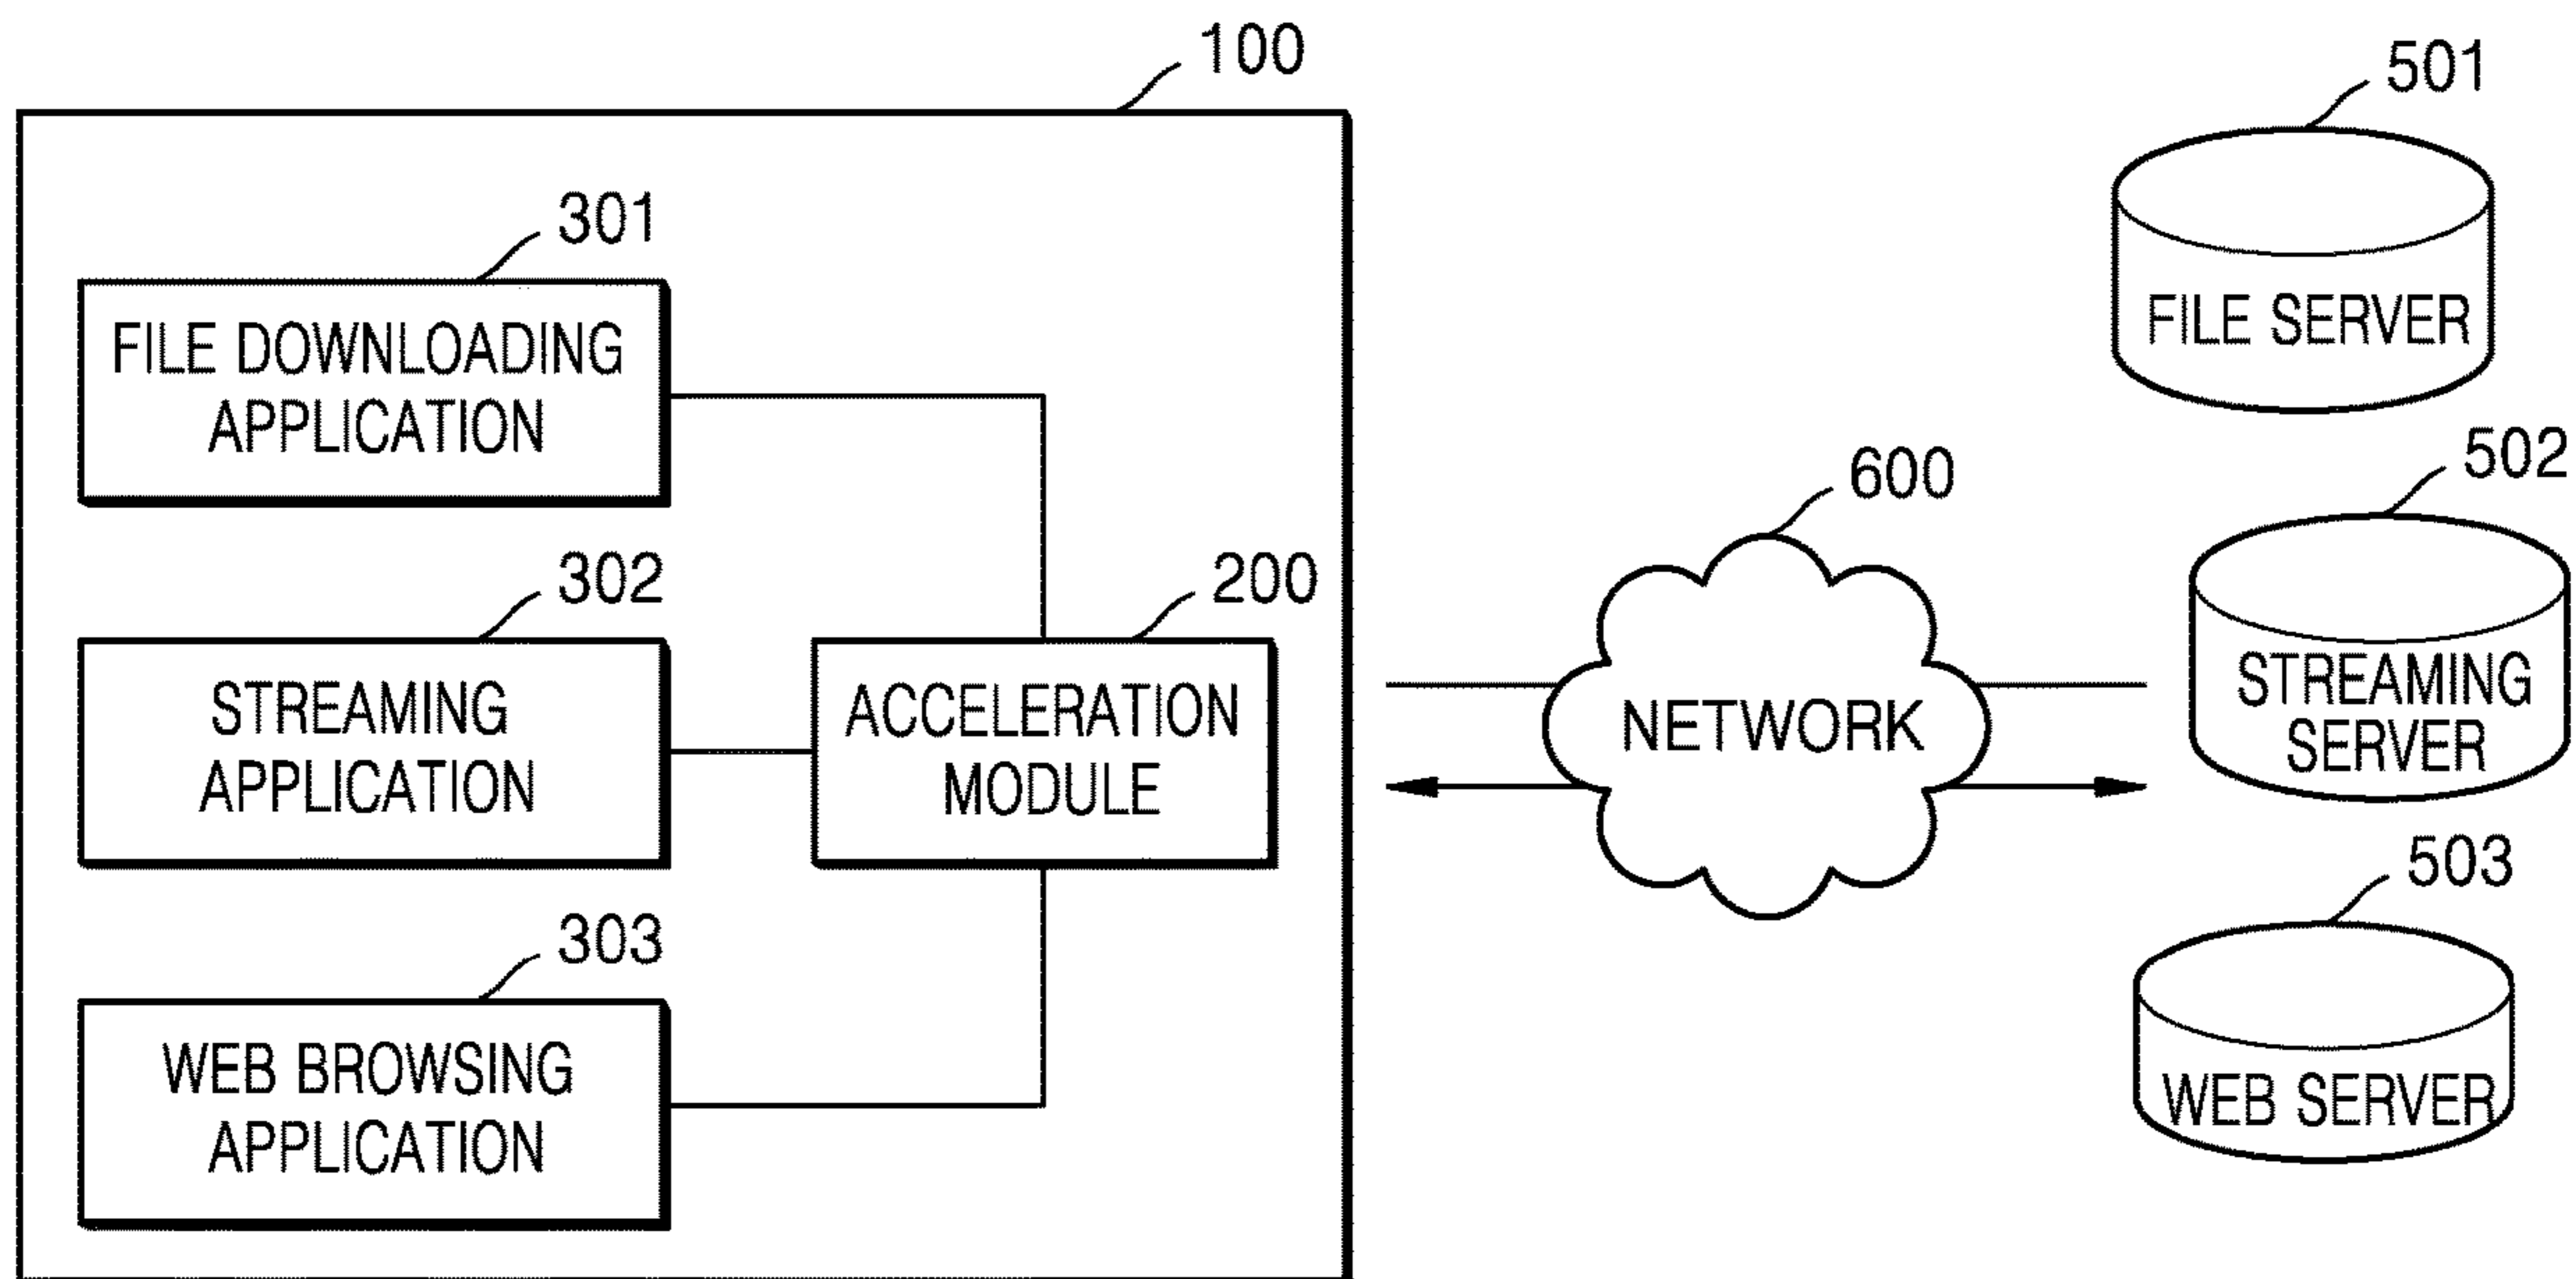 100
501
301
FILE DOWNLOADING
APPLICATION
FILE SERVER
502
600
302
200
STREAMING
APPLICATION
ACCELERATION
MODULE
NETWORK
STREAMING
SERVER
503
303
WEB BROWSING
APPLICATION
WEB SERVER